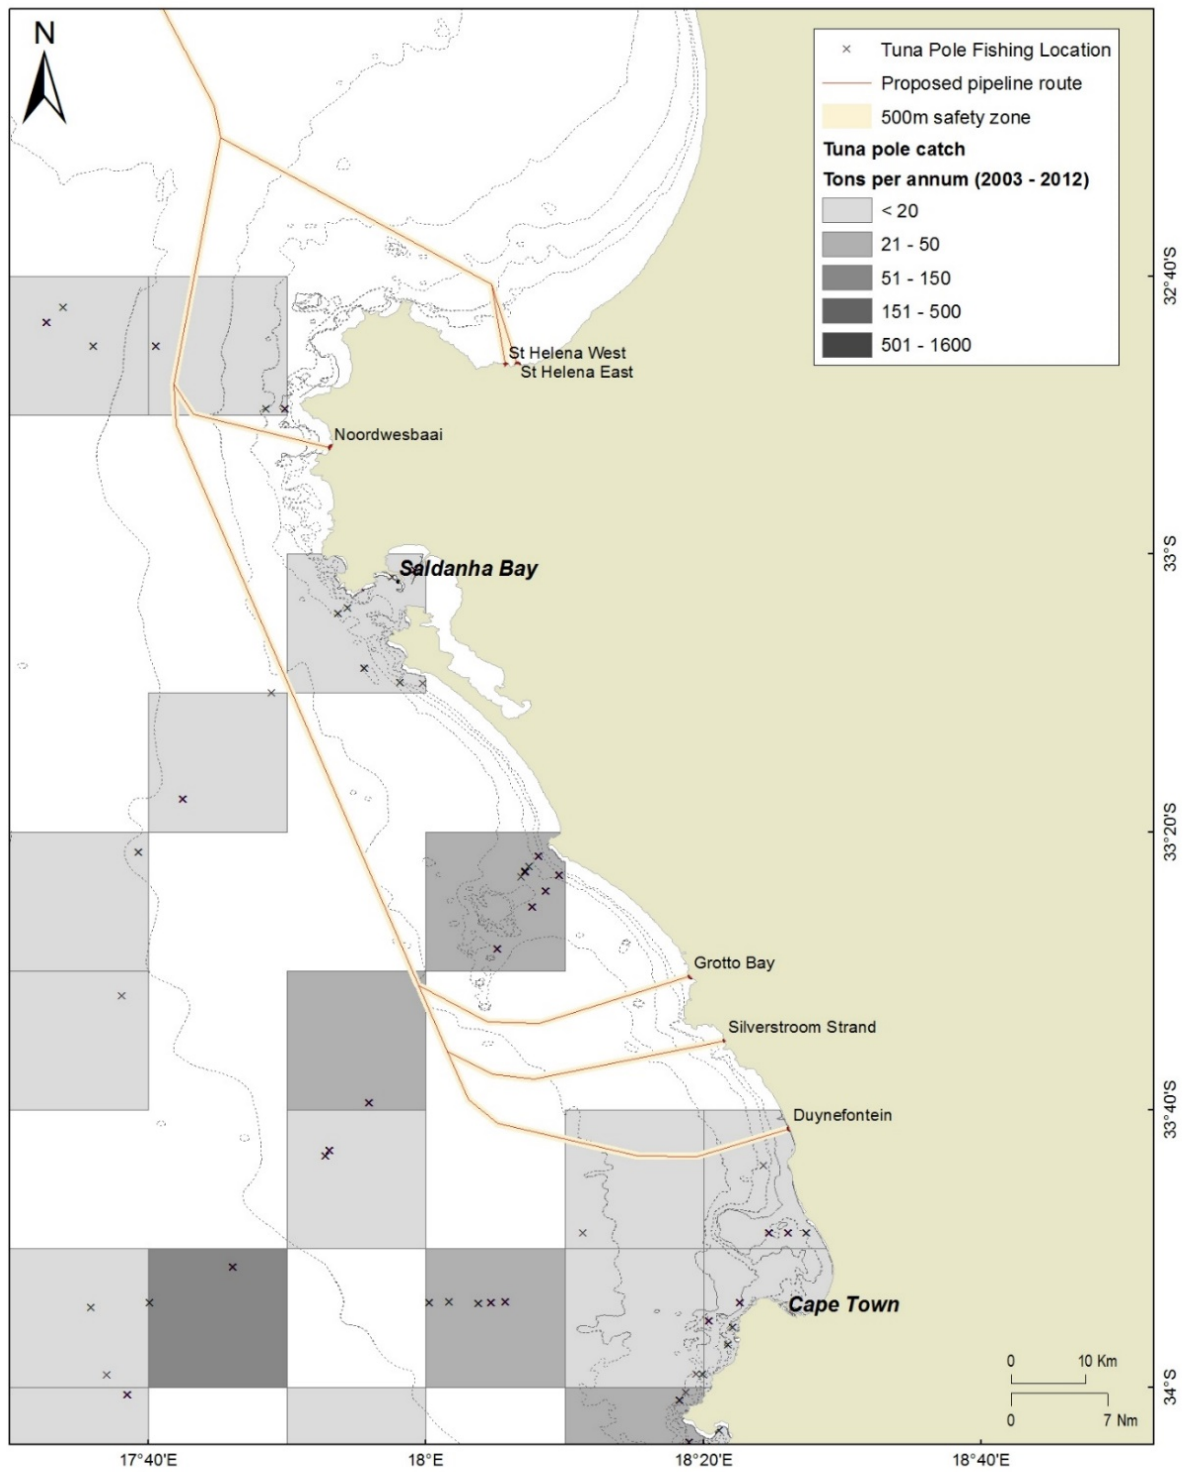 N
Tuna Pole Fishing Location
Proposed pipeline route
500m safety zone
Tuna pole catch
Tons per annum (2003 - 2012)
< 20
21 - 50
51 - 150
151 - 500
501 - 1600
32°40'S
St Helena West
St Helena East
Noordwesbaai
33°S
Saldanha Bay
33°20'S
Grotto Bay
Silverstroom Strand
33°40'S
Duynefontein
Cape Town
0 10 Km
0 7 Nm
34°S
17°40'E
18°E
18°20'E
18°40'E